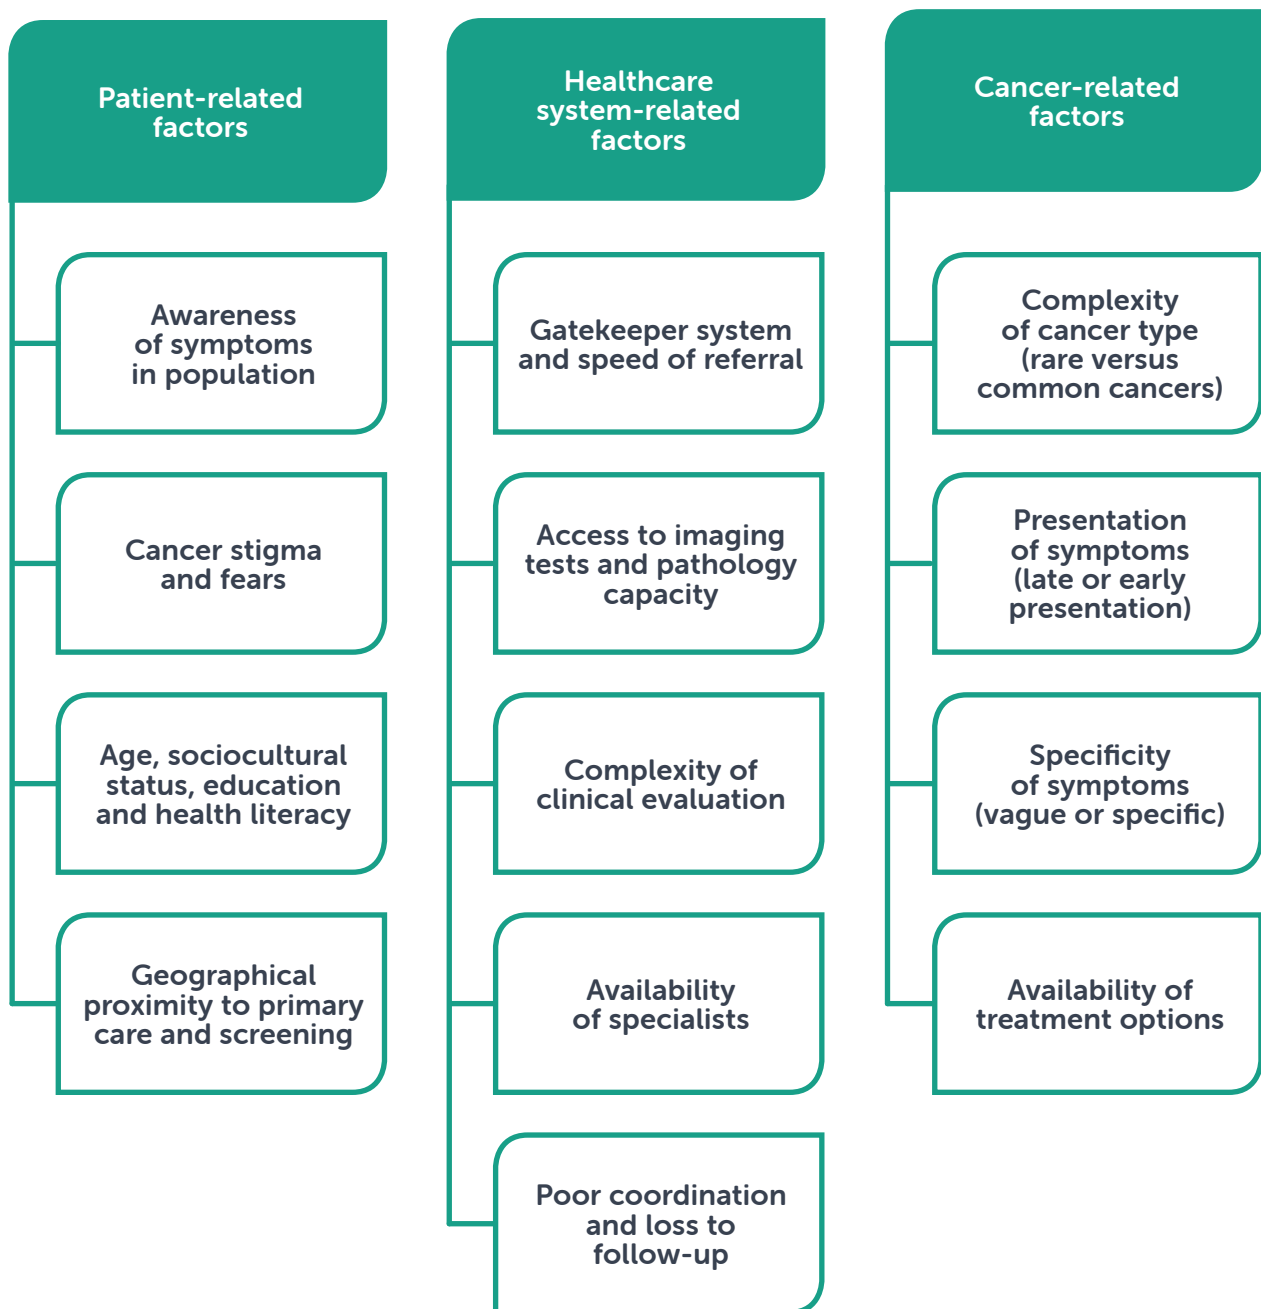 Patient-related
factors
Awareness
of symptoms
in population
Cancer stigma
and fears
Age, sociocultural
status, education
and health literacy
Geographical
proximity to primary
care and screening
Healthcare
system-related
factors
Gatekeeper system
and speed of referral
Access to imaging
tests and pathology
capacity
Complexity of
clinical evaluation
Availability
of specialists
Poor coordination
and loss to
follow-up
Cancer-related
factors
Complexity
of cancer type
(rare versus
common cancers)
Presentation
of symptoms
(late or early
presentation)
Specificity
of symptoms
(vague or specific)
Availability of
treatment options